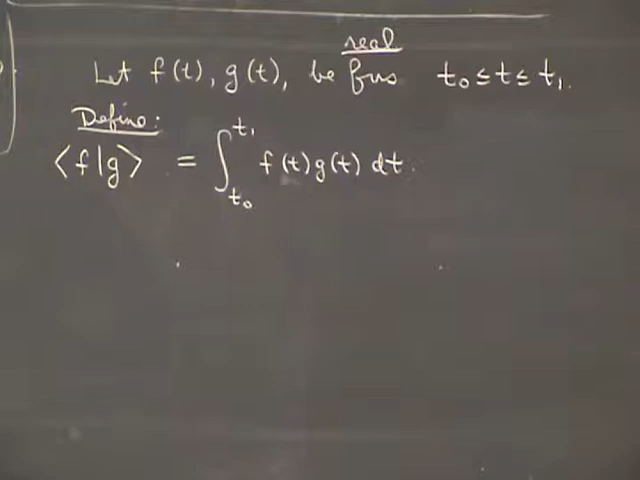 real
Let f(t), g(t), be fns t₀ ≤ t ≤ t₁.
Define:
⟨f|g⟩ = ∫_{t₀}^{t₁} f(t)g(t) dt.